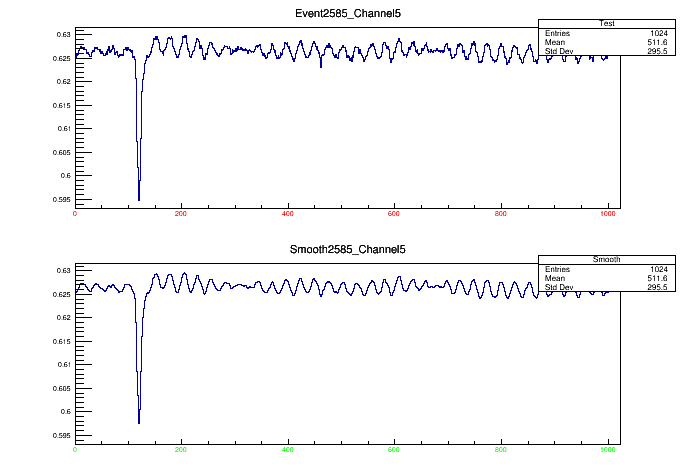 Event2585_Channel5
Test
Entries 1024
Mean 511.6
Std Dev 295.5
0.63
0.625
0.62
0.615
0.61
0.605
0.6
0.595
0 200 400 600 800 1000
Smooth2585_Channel5
Smooth
Entries 1024
Mean 511.6
Std Dev 295.5
0.63
0.625
0.62
0.615
0.61
0.605
0.6
0.595
0 200 400 600 800 1000